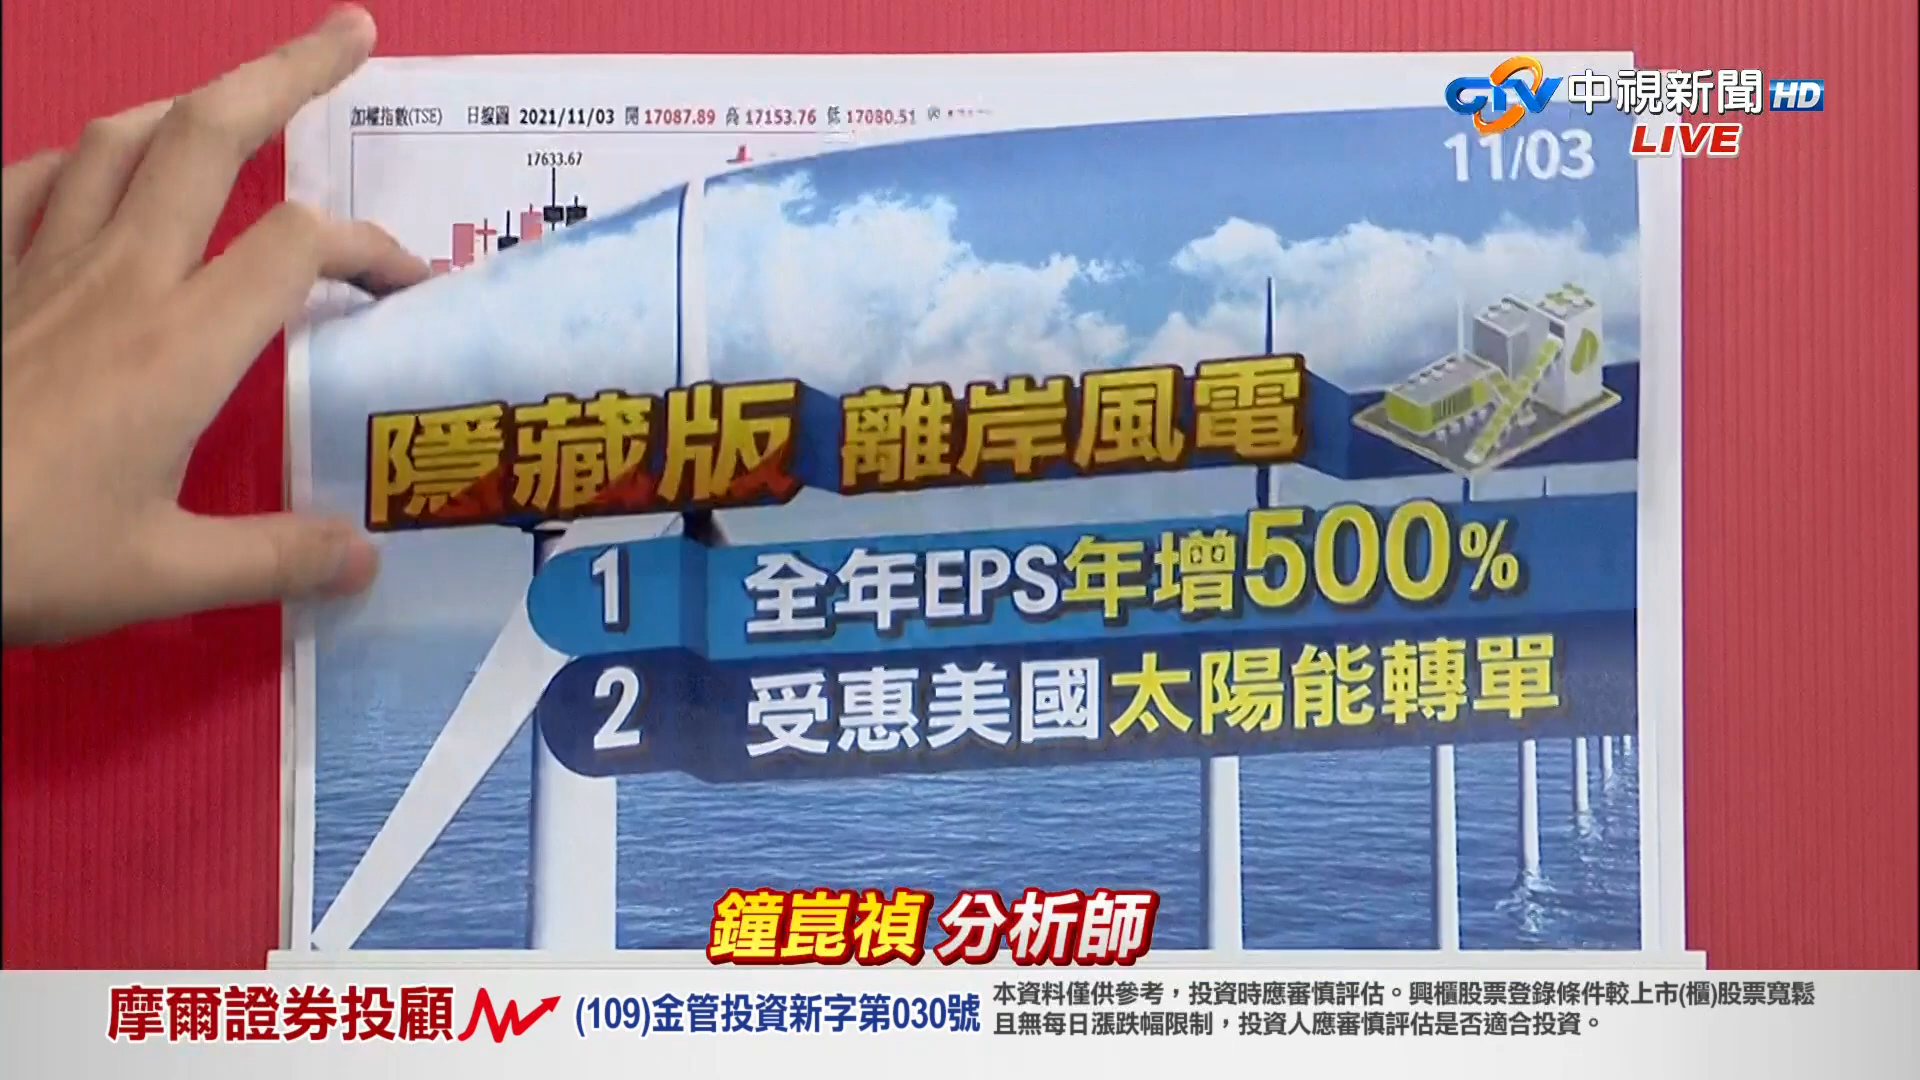 CTV 中視新聞 HD
LIVE
加權指數(TSE) 日線圖 2021/11/03 開 17087.89 高 17153.76 低 17080.51 收
17633.67
11/03
隱藏版 離岸風電
1 全年EPS年增500%
2 受惠美國太陽能轉單
鐘崑禎 分析師
摩爾證券投顧 (109)金管投資新字第030號
本資料僅供參考，投資時應審慎評估。興櫃股票登錄條件較上市(櫃)股票寬鬆
且無每日漲跌幅限制，投資人應審慎評估是否適合投資。